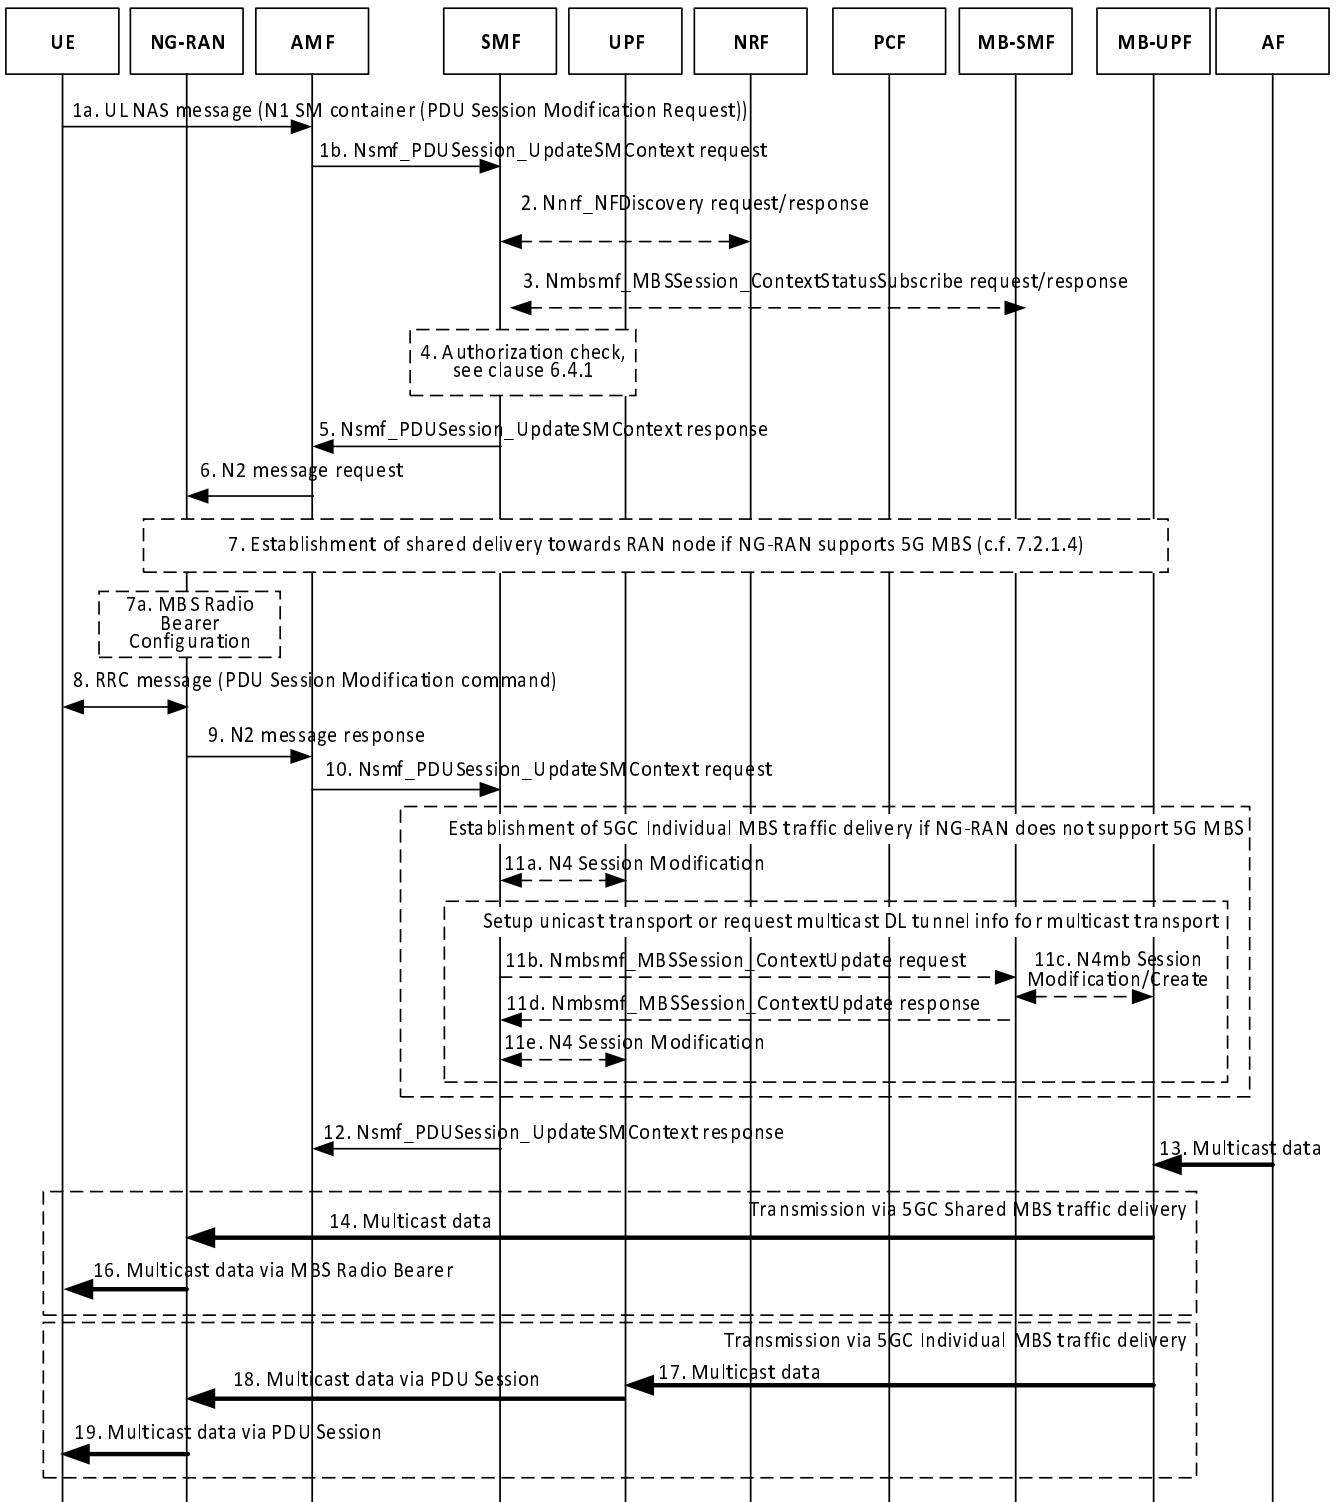 UE
NG-RAN
AMF
SMF
UPF
NRF
PCF
MB-SMF
MB-UPF
AF
1a. UL NAS message (N1 SM container (PDU Session Modification Request))
1b. Nsmf_PDUSession_UpdateSMContext request
2. Nnrf_NFDiscovery request/response
3. Nmbsmf_MBSSession_ContextStatusSubscribe request/response
4. Authorization check,
see clause 6.4.1
5. Nsmf_PDUSession_UpdateSMContext response
6. N2 message request
7. Establishment of shared delivery towards RAN node if NG-RAN supports 5G MBS (c.f. 7.2.1.4)
7a. MBS Radio
Bearer
Configuration
8. RRC message (PDU Session Modification command)
9. N2 message response
10. Nsmf_PDUSession_UpdateSMContext request
Establishment of 5GC Individual MBS traffic delivery if NG-RAN does not support 5G MBS
11a. N4 Session Modification
Setup unicast transport or request multicast DL tunnel info for multicast transport
11b. Nmbsmf_MBSSession_ContextUpdate request
11c. N4mb Session
Modification/Create
11d. Nmbsmf_MBSSession_ContextUpdate response
11e. N4 Session Modification
12. Nsmf_PDUSession_UpdateSMContext response
13. Multicast data
Transmission via 5GC Shared MBS traffic delivery
14. Multicast data
16. Multicast data via MBS Radio Bearer
Transmission via 5GC Individual MBS traffic delivery
17. Multicast data
18. Multicast data via PDU Session
19. Multicast data via PDU Session